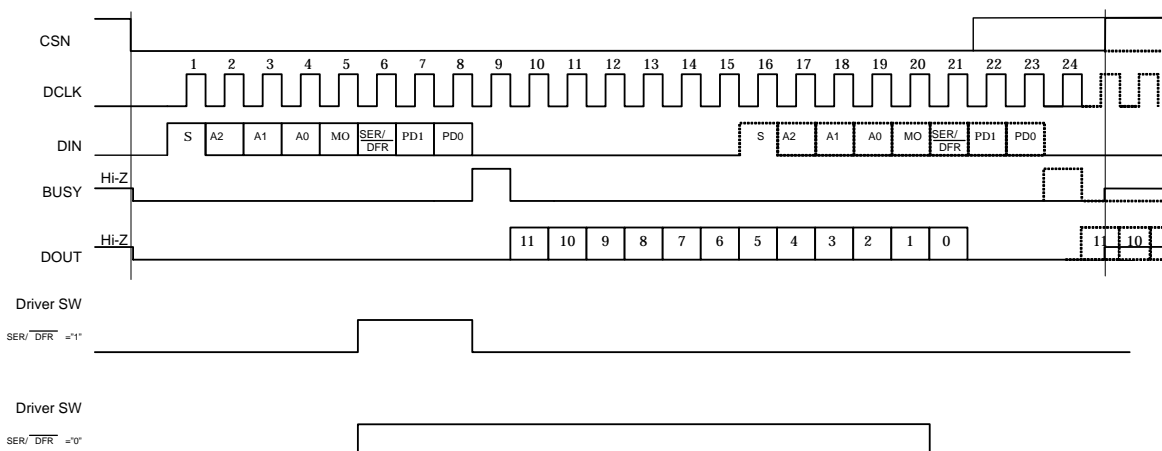 CSN
1 2 3 4 5 6 7 8 9 10 11 12 13 14 15 16 17 18 19 20 21 22 23 24
DCLK
DIN
S A2 A1 A0 MO SER/DFR PD1 PD0 S A2 A1 A0 MO SER/DFR PD1 PD0
Hi-Z
BUSY
Hi-Z
DOUT
11 10 9 8 7 6 5 4 3 2 1 0 11 10
Driver SW
SER/ DFR ="1"
Driver SW
SER/ DFR ="0"